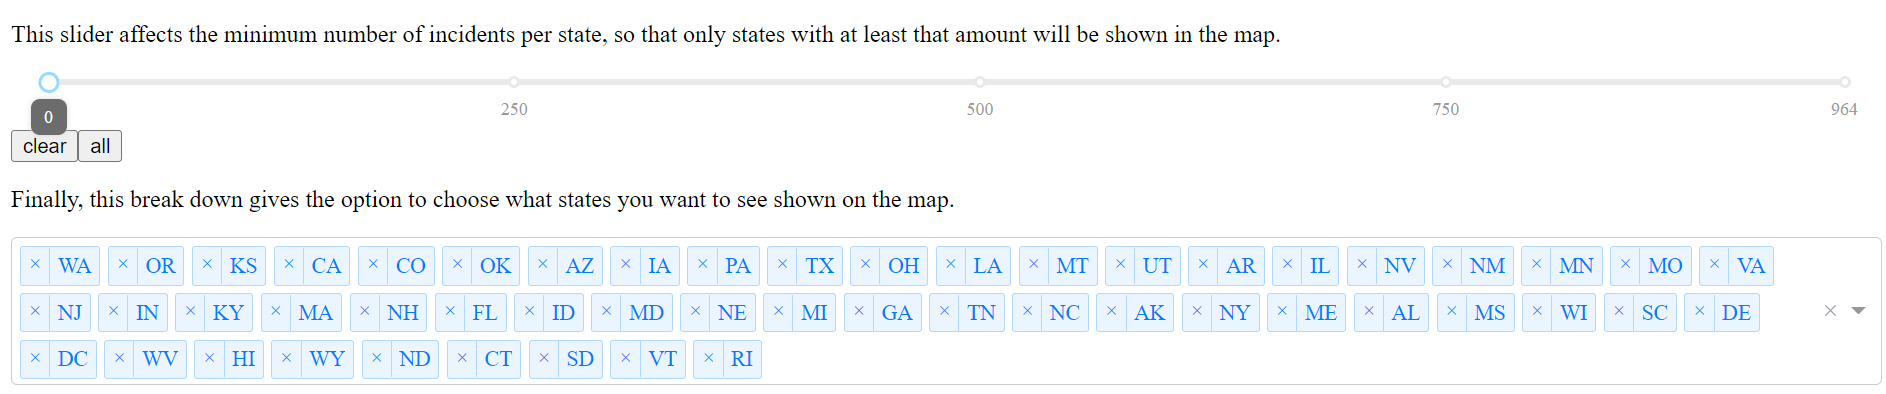 This slider affects the minimum number of incidents per state, so that only states with at least that amount will be shown in the map.
0 250 500 750 964
clear all
Finally, this break down gives the option to choose what states you want to see shown on the map.
× WA × OR × KS × CA × CO × OK × AZ × IA × PA × TX × OH × LA × MT × UT × AR × IL × NV × NM × MN × MO × VA
× NJ × IN × KY × MA × NH × FL × ID × MD × NE × MI × GA × TN × NC × AK × NY × ME × AL × MS × WI × SC × DE ×
× DC × WV × HI × WY × ND × CT × SD × VT × RI